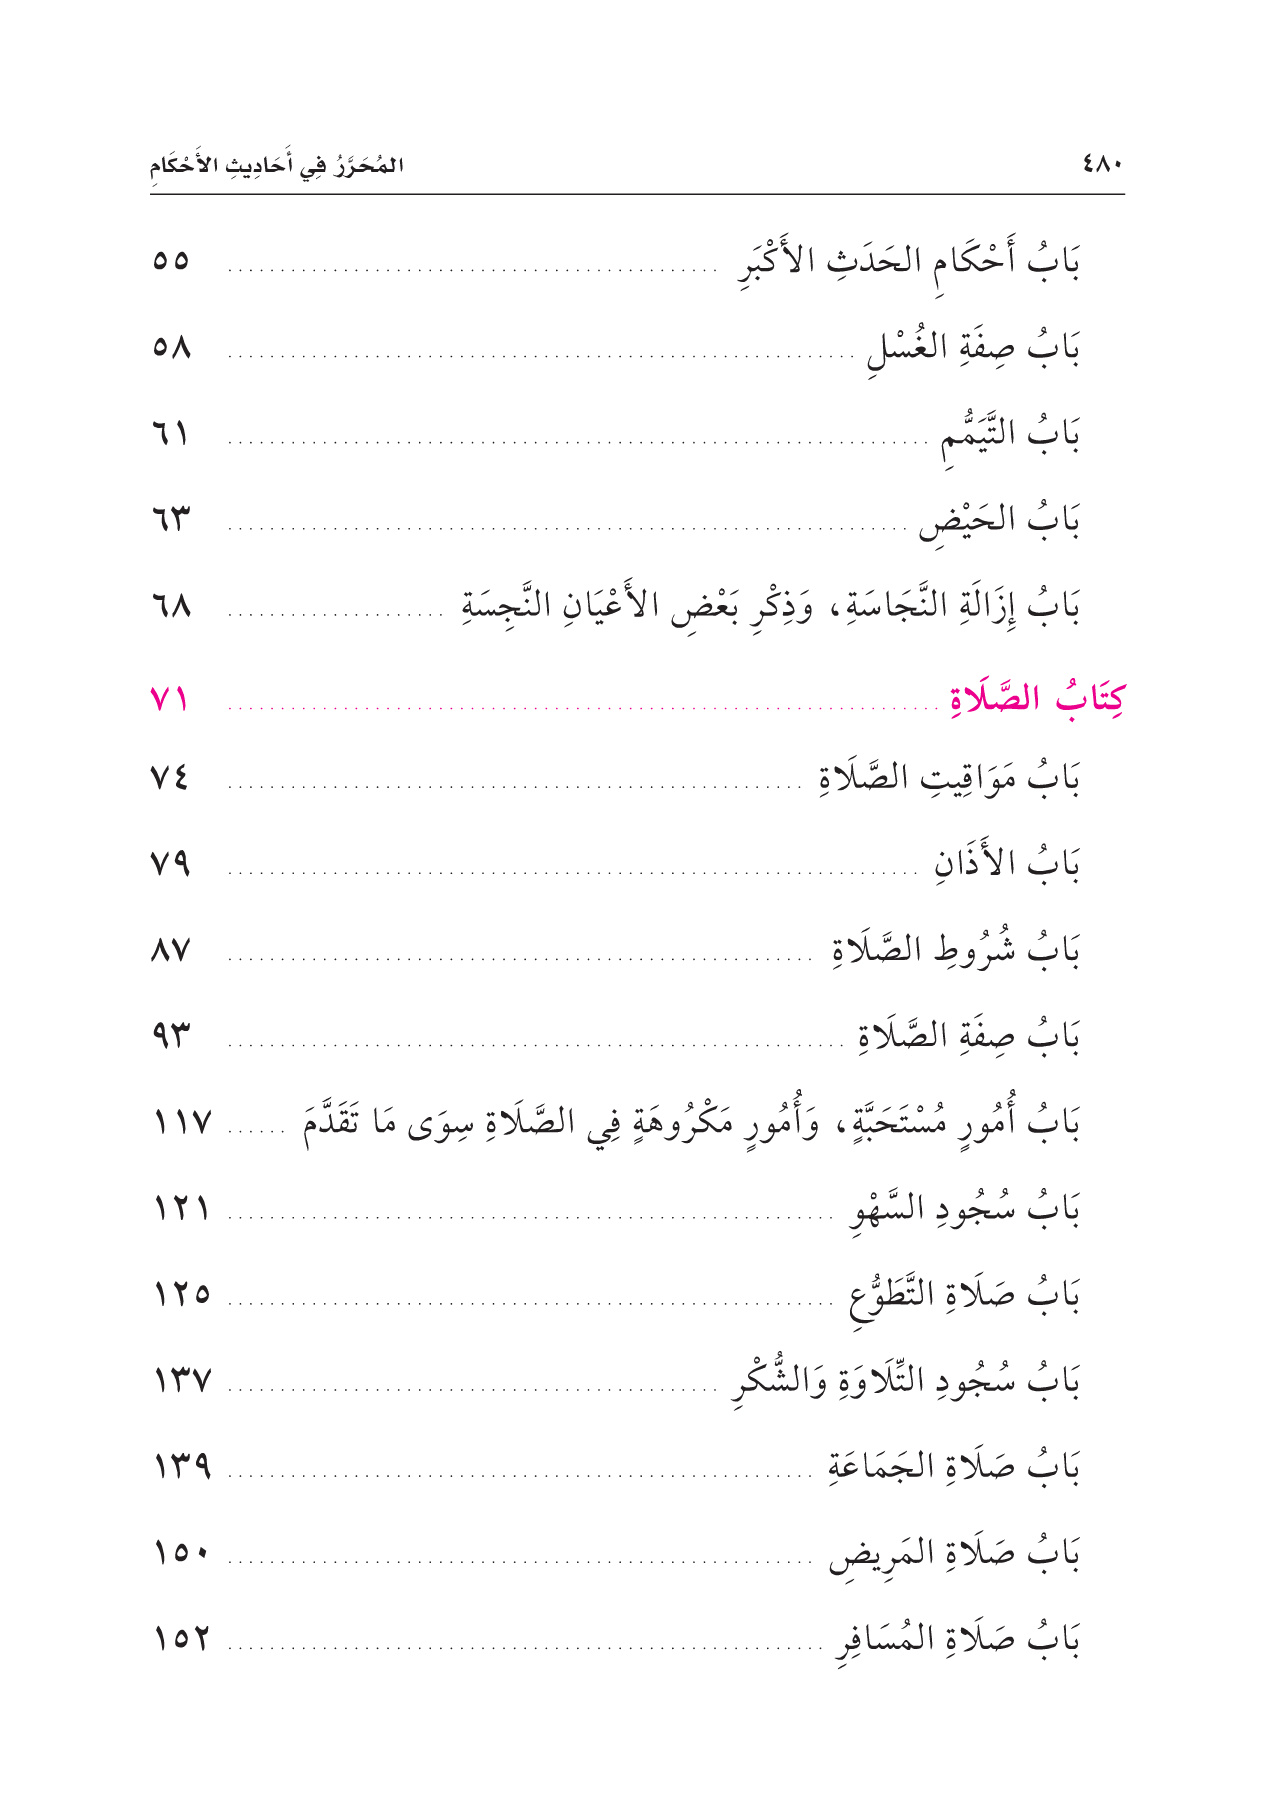 ٤٨٠ المُحَرَّرُ فِي أَحَادِيثِ الأَحْكَامِ
بَابُ أَحْكَامِ الحَدَثِ الأَكْبَرِ ............................................... ٥٥
بَابُ صِفَةِ الغُسْلِ ............................................................ ٥٨
بَابُ التَّيَمُّمِ ................................................................... ٦١
بَابُ الحَيْضِ ................................................................. ٦٣
بَابُ إِزَالَةِ النَّجَاسَةِ، وَذِكْرِ بَعْضِ الأَعْيَانِ النَّجِسَةِ ..................... ٦٨
كِتَابُ الصَّلَاةِ .................................................................... ٧١
بَابُ مَوَاقِيتِ الصَّلَاةِ ....................................................... ٧٤
بَابُ الأَذَانِ .................................................................. ٧٩
بَابُ شُرُوطِ الصَّلَاةِ ........................................................ ٨٧
بَابُ صِفَةِ الصَّلَاةِ ........................................................... ٩٣
بَابُ أُمُورٍ مُسْتَحَبَّةٍ، وَأُمُورٍ مَكْرُوهَةٍ فِي الصَّلَاةِ سِوَى مَا تَقَدَّمَ ...... ١١٧
بَابُ سُجُودِ السَّهْوِ .......................................................... ١٢١
بَابُ صَلَاةِ التَّطَوُّعِ .......................................................... ١٢٥
بَابُ سُجُودِ التِّلَاوَةِ وَالشُّكْرِ ............................................... ١٣٧
بَابُ صَلَاةِ الجَمَاعَةِ ........................................................ ١٣٩
بَابُ صَلَاةِ المَرِيضِ ........................................................ ١٥٠
بَابُ صَلَاةِ المُسَافِرِ ......................................................... ١٥٢